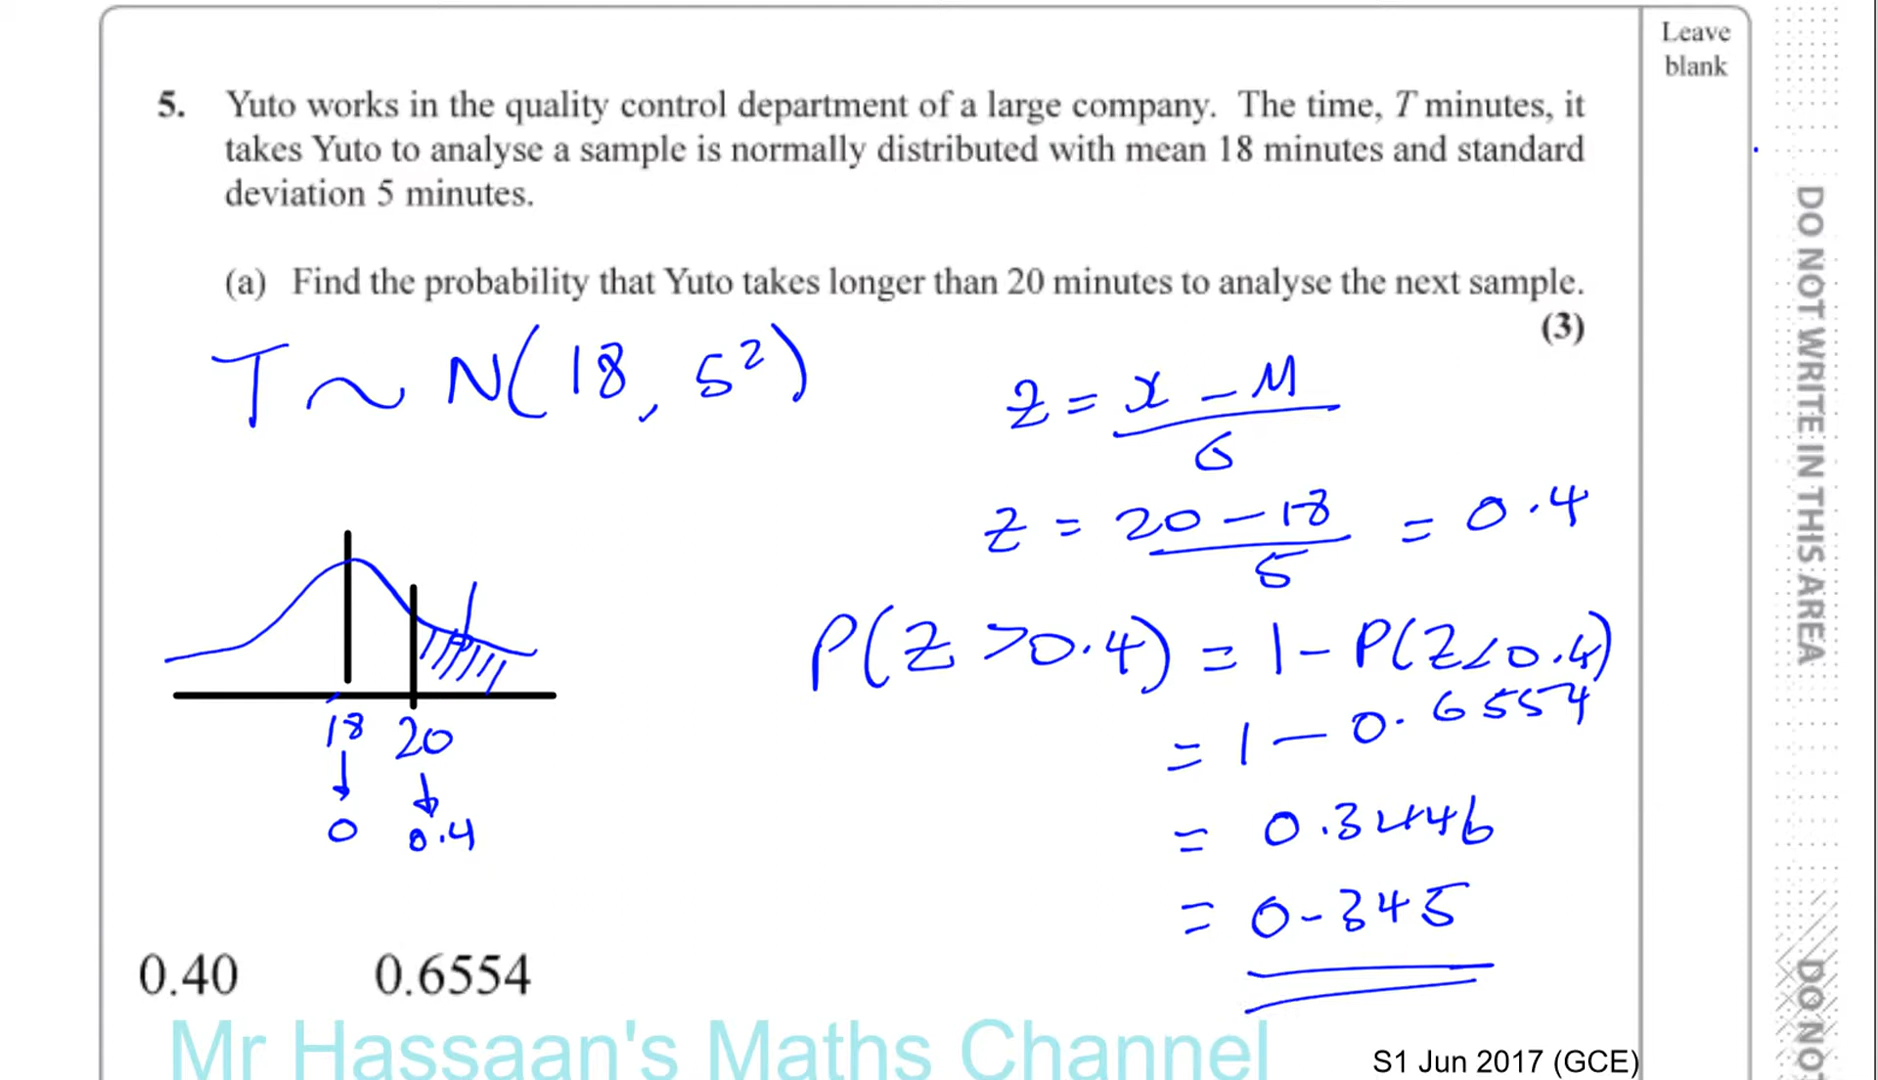 Leave
blank
5. Yuto works in the quality control department of a large company. The time, T minutes, it
takes Yuto to analyse a sample is normally distributed with mean 18 minutes and standard
deviation 5 minutes.
(a) Find the probability that Yuto takes longer than 20 minutes to analyse the next sample.
(3)
T ~ N(18, 5²)
z = (x - μ)/σ
z = (20 - 18)/5 = 0.4
P(Z > 0.4) = 1 - P(Z < 0.4)
= 1 - 0.6554
= 0.3446
= 0.345
18 20
0 0.4
0.40 0.6554
Mr Hassaan's Maths Channel
S1 Jun 2017 (GCE)
DO NOT WRITE IN THIS AREA
DO NO